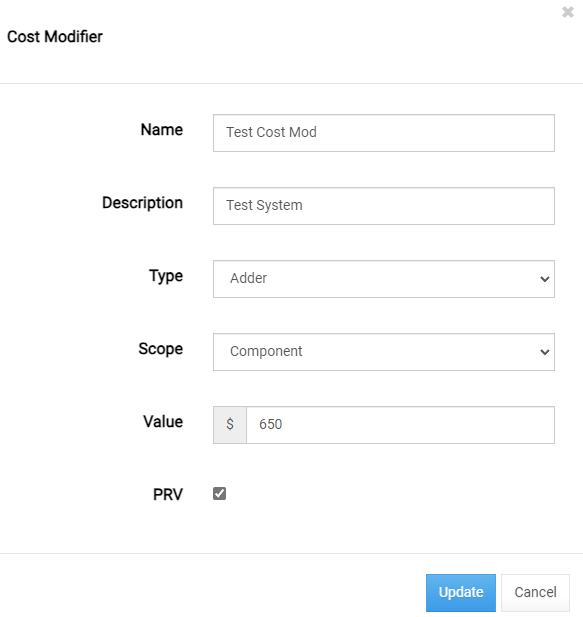 Cost Modifier
Name
Test Cost Mod
Description
Test System
Type
Adder
Scope
Component
Value
$ 650
PRV
Update Cancel